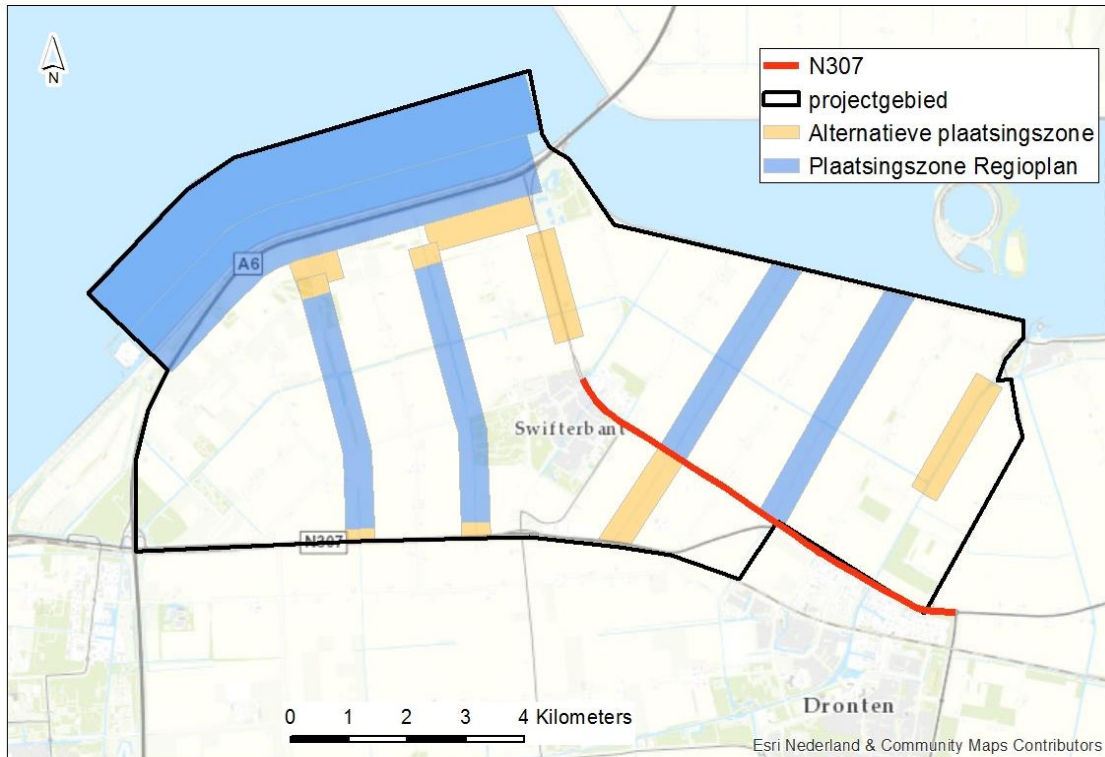 N
N307
projectgebied
Alternatieve plaatsingszone
Plaatsingszone Regioplan
A6
Swifterbant
N307
Dronten
0 1 2 3 4 Kilometers
Esri Nederland & Community Maps Contributors